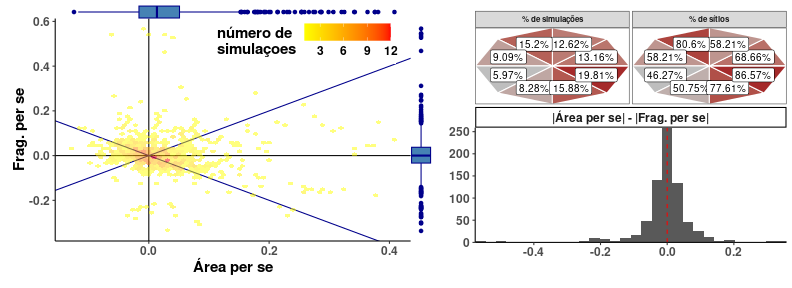 número de
simulaçoes
3 6 9 12
0.6
0.4
0.2
0.0
-0.2
Frag. per se
0.0 0.2 0.4
Área per se
% de simulações
15.2% 12.62%
9.09% 13.16%
5.97% 19.81%
8.28% 15.88%
% de sítios
80.6% 58.21%
58.21% 68.66%
46.27% 86.57%
50.75% 77.61%
|Área per se| - |Frag. per se|
250
200
150
100
50
0
-0.4 -0.2 0.0 0.2